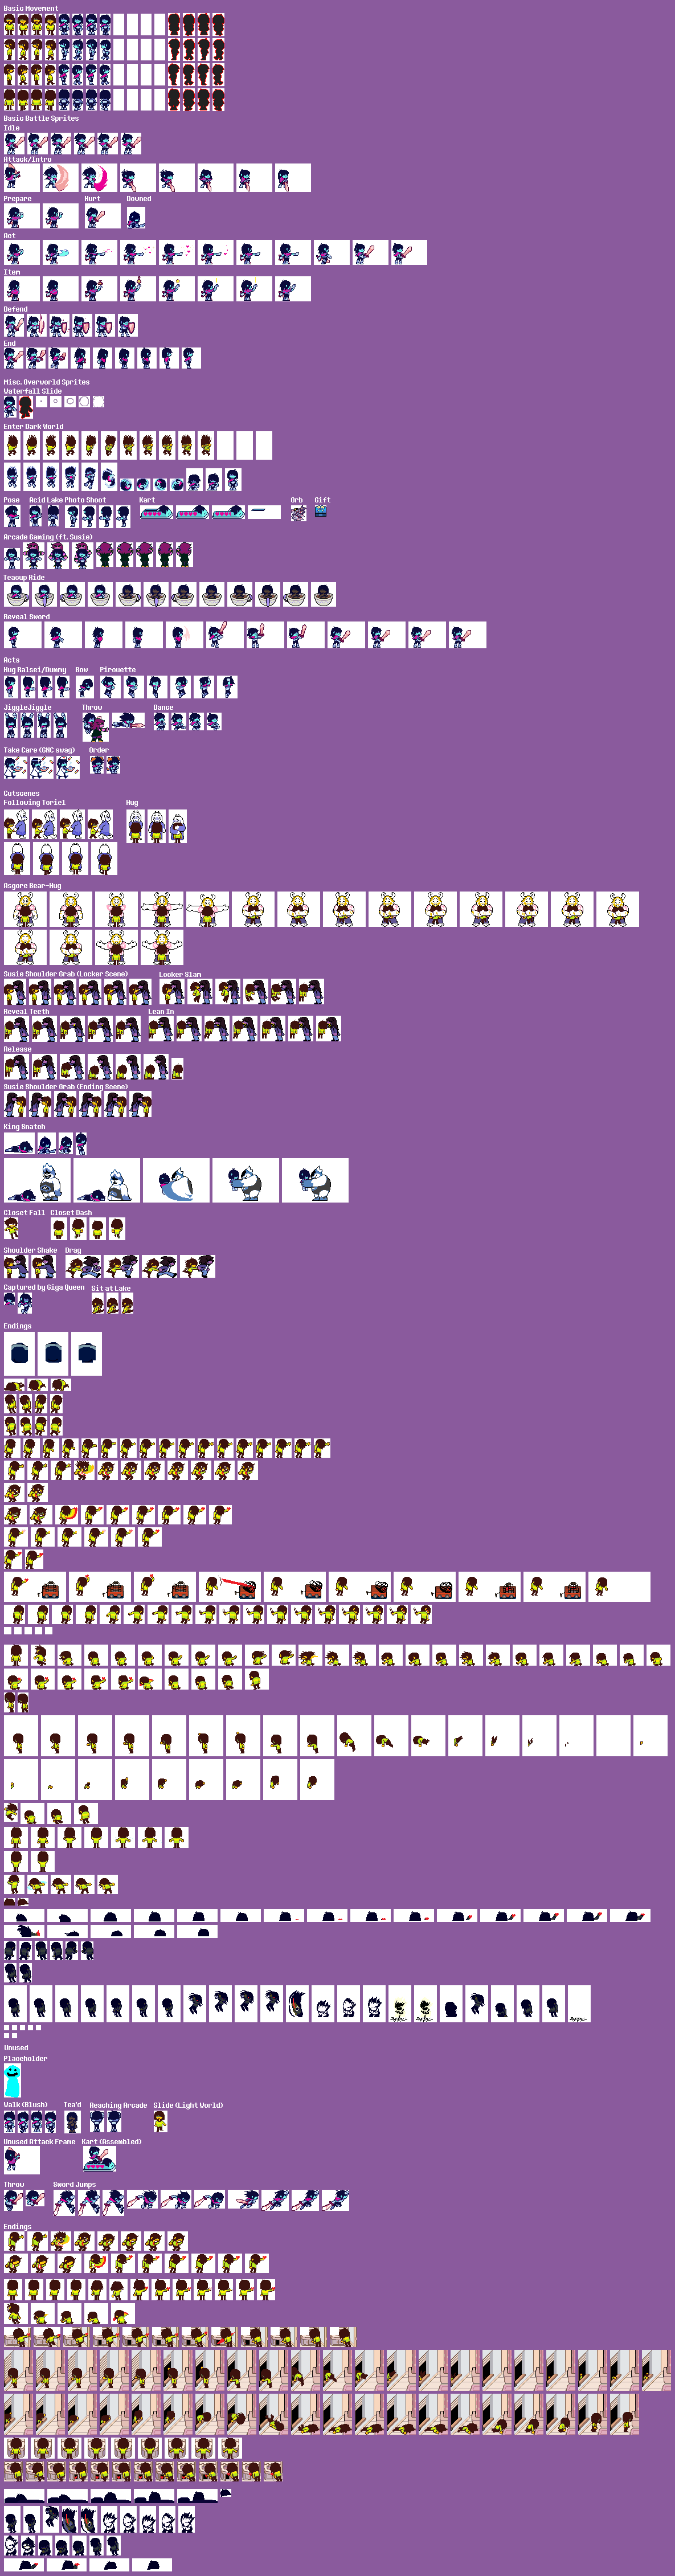 Basic Movement
Basic Battle Sprites
Idle
Attack/Intro
Prepare Hurt Downed
Act
Item
Defend
End
Misc. Overworld Sprites
Waterfall Slide
Enter Dark World
Pose Acid Lake Photo Shoot Kart Orb Gift
Arcade Gaming (ft. Susie)
Teacup Ride
Reveal Sword
Acts
Hug Ralsei/Dummy Bow Pirouette
JiggleJiggle Throw Dance
Take Care (GNC swag) Order
Cutscenes
Following Toriel Hug
Asgore Bear-Hug
Susie Shoulder Grab (Locker Scene) Locker Slam
Reveal Teeth Lean In
Release
Susie Shoulder Grab (Ending Scene)
King Snatch
Closet Fall Closet Dash
Shoulder Shake Drag
Captured by Giga Queen Sit at Lake
Endings
Unused
Placeholder
Walk (Blush) Tea'd Reaching Arcade Slide (Light World)
Unused Attack Frame Kart (Assembled)
Throw Sword Jumps
Endings